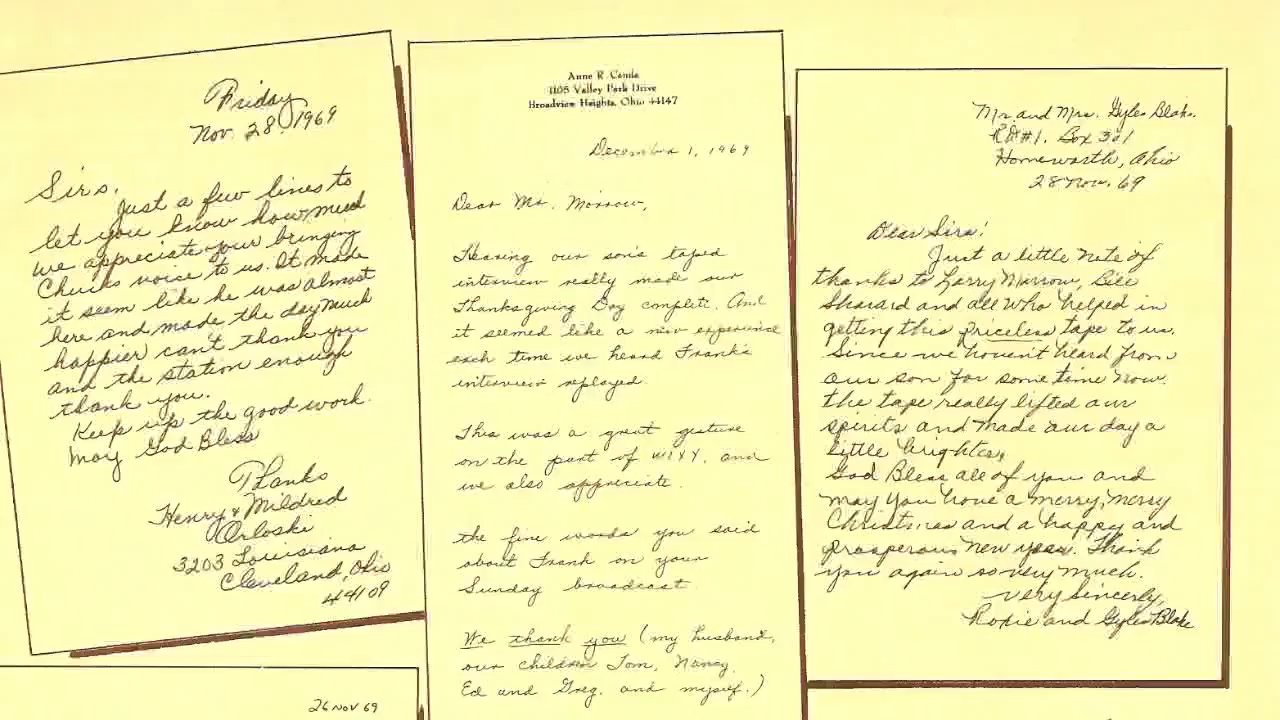 Friday
Nov. 28, 1969
Sirs,
Just a few lines to
let you know how much
we appreciate your bringing
Chucks voice to us. It made
it seem like he was almost
here and made the day much
happier can't thank you
and the station enough
thank you.
Keep up the good work.
May God Bless
Thanks
Henry & Mildred
Orloski
3203 Louisiana
Cleveland, Ohio
44109
26 NOV 69
Anne R. Camla
1105 Valley Park Drive
Broadview Heights, Ohio 44147
December 1, 1969
Dear Mr. Morrow,
Hearing our son's taped
interview really made our
Thanksgiving Day complete. And
it seemed like a new experience
each time we heard Frank's
interview replayed.
This was a great gesture
on the part of WIXY, and
we also appreciate
the fine words you said
about Frank on your
Sunday broadcast.
We thank you (my husband,
our children Tom, Nancy,
Ed and Greg, and myself.)
Mr and Mrs. Gyles Blake
RD#1. Box 301
Homeworth, Ohio
28 Nov. 69
Dear Sirs!
Just a little note of
thanks to Larry Morrow, Bill
Sharard and all who helped in
getting this priceless tape to us.
Since we haven't heard from
our son for some time now.
the tape really lifted our
spirits and made our day a
little brighter.
God Bless all of you and
may you have a merry, merry
Christmas and a happy and
prosperous new year. Thank
you again so very much.
very sincerely,
Roxie and Gyles Blake